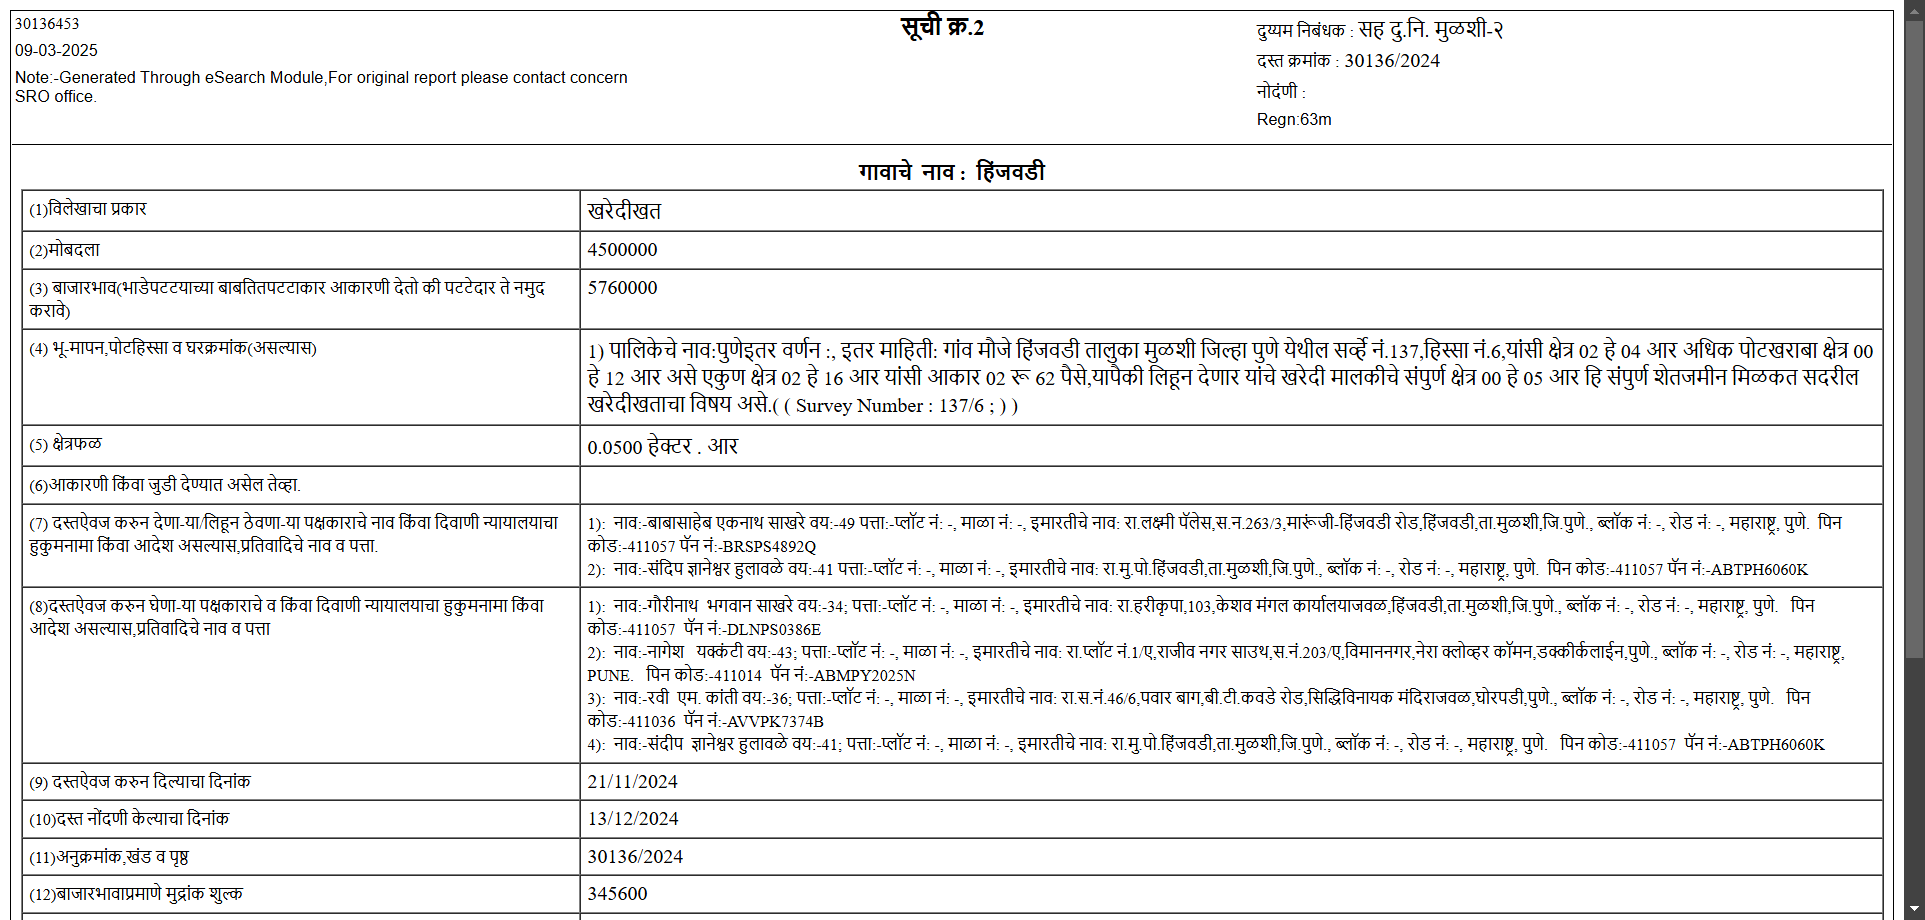 30136453
09-03-2025
Note:-Generated Through eSearch Module,For original report please contact concern
SRO office.
सूची क्र.2
दुय्यम निबंधक : सह दु.नि. मुळशी-२
दस्त क्रमांक : 30136/2024
नोदंणी :
Regn:63m
गावाचे नाव : हिंजवडी
(1)विलेखाचा प्रकार
खरेदीखत
(2)मोबदला
4500000
(3) बाजारभाव(भाडेपटटयाच्या बाबतितपटटाकार आकारणी देतो की पटटेदार ते नमुद
करावे)
5760000
(4) भू-मापन,पोटहिस्सा व घरक्रमांक(असल्यास)
1) पालिकेचे नाव:पुणेइतर वर्णन :, इतर माहिती: गांव मौजे हिंजवडी तालुका मुळशी जिल्हा पुणे येथील सर्व्हे नं.137,हिस्सा नं.6,यांसी क्षेत्र 02 हे 04 आर अधिक पोटखराबा क्षेत्र 00
हे 12 आर असे एकुण क्षेत्र 02 हे 16 आर यांसी आकार 02 रू 62 पैसे,यापैकी लिहून देणार यांचे खरेदी मालकीचे संपुर्ण क्षेत्र 00 हे 05 आर हि संपुर्ण शेतजमीन मिळकत सदरील
खरेदीखताचा विषय असे.( ( Survey Number : 137/6 ; ) )
(5) क्षेत्रफळ
0.0500 हेक्टर . आर
(6)आकारणी किंवा जुडी देण्यात असेल तेव्हा.
(7) दस्तऐवज करुन देणा-या/लिहून ठेवणा-या पक्षकाराचे नाव किंवा दिवाणी न्यायालयाचा
हुकुमनामा किंवा आदेश असल्यास,प्रतिवादिचे नाव व पत्ता.
1): नाव:-बाबासाहेब एकनाथ साखरे वय:-49 पत्ता:-प्लॉट नं: -, माळा नं: -, इमारतीचे नाव: रा.लक्ष्मी पॅलेस,स.न.263/3,मारूंजी-हिंजवडी रोड,हिंजवडी,ता.मुळशी,जि.पुणे., ब्लॉक नं: -, रोड नं: -, महाराष्ट्र, पुणे. पिन
कोड:-411057 पॅन नं:-BRSPS4892Q
2): नाव:-संदिप ज्ञानेश्वर हुलावळे वय:-41 पत्ता:-प्लॉट नं: -, माळा नं: -, इमारतीचे नाव: रा.मु.पो.हिंजवडी,ता.मुळशी,जि.पुणे., ब्लॉक नं: -, रोड नं: -, महाराष्ट्र, पुणे. पिन कोड:-411057 पॅन नं:-ABTPH6060K
(8)दस्तऐवज करुन घेणा-या पक्षकाराचे व किंवा दिवाणी न्यायालयाचा हुकुमनामा किंवा
आदेश असल्यास,प्रतिवादिचे नाव व पत्ता
1): नाव:-गौरीनाथ भगवान साखरे वय:-34; पत्ता:-प्लॉट नं: -, माळा नं: -, इमारतीचे नाव: रा.हरीकृपा,103,केशव मंगल कार्यालयाजवळ,हिंजवडी,ता.मुळशी,जि.पुणे., ब्लॉक नं: -, रोड नं: -, महाराष्ट्र, पुणे. पिन
कोड:-411057 पॅन नं:-DLNPS0386E
2): नाव:-नागेश यक्कंटी वय:-43; पत्ता:-प्लॉट नं: -, माळा नं: -, इमारतीचे नाव: रा.प्लॉट नं.1/ए,राजीव नगर साउथ,स.नं.203/ए,विमाननगर,नेरा क्लोव्हर कॉमन,डक्कीर्कलाईन,पुणे., ब्लॉक नं: -, रोड नं: -, महाराष्ट्र,
PUNE. पिन कोड:-411014 पॅन नं:-ABMPY2025N
3): नाव:-रवी एम. कांती वय:-36; पत्ता:-प्लॉट नं: -, माळा नं: -, इमारतीचे नाव: रा.स.नं.46/6,पवार बाग,बी.टी.कवडे रोड,सिद्धिविनायक मंदिराजवळ,घोरपडी,पुणे., ब्लॉक नं: -, रोड नं: -, महाराष्ट्र, पुणे. पिन
कोड:-411036 पॅन नं:-AVVPK7374B
4): नाव:-संदीप ज्ञानेश्वर हुलावळे वय:-41; पत्ता:-प्लॉट नं: -, माळा नं: -, इमारतीचे नाव: रा.मु.पो.हिंजवडी,ता.मुळशी,जि.पुणे., ब्लॉक नं: -, रोड नं: -, महाराष्ट्र, पुणे. पिन कोड:-411057 पॅन नं:-ABTPH6060K
(9) दस्तऐवज करुन दिल्याचा दिनांक
21/11/2024
(10)दस्त नोंदणी केल्याचा दिनांक
13/12/2024
(11)अनुक्रमांक,खंड व पृष्ठ
30136/2024
(12)बाजारभावाप्रमाणे मुद्रांक शुल्क
345600